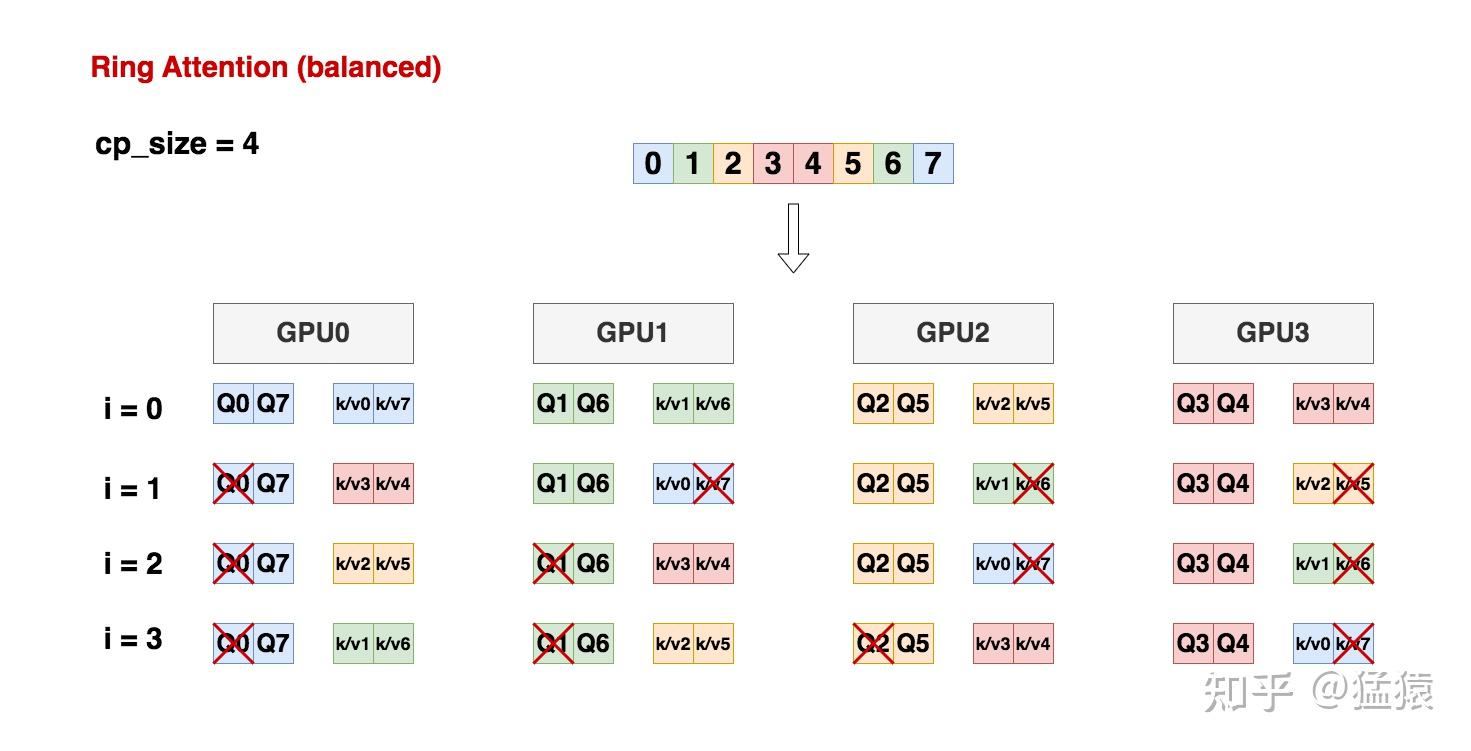 Ring Attention (balanced)
cp_size = 4
0 1 2 3 4 5 6 7
GPU0 GPU1 GPU2 GPU3
i = 0 Q0 Q7 k/v0 k/v7 Q1 Q6 k/v1 k/v6 Q2 Q5 k/v2 k/v5 Q3 Q4 k/v3 k/v4
i = 1 Q0 Q7 k/v3 k/v4 Q1 Q6 k/v0 k/v7 Q2 Q5 k/v1 k/v6 Q3 Q4 k/v2 k/v5
i = 2 Q0 Q7 k/v2 k/v5 Q1 Q6 k/v3 k/v4 Q2 Q5 k/v0 k/v7 Q3 Q4 k/v1 k/v6
i = 3 Q0 Q7 k/v1 k/v6 Q1 Q6 k/v2 k/v5 Q2 Q5 k/v3 k/v4 Q3 Q4 k/v0 k/v7
知乎 @猛猿